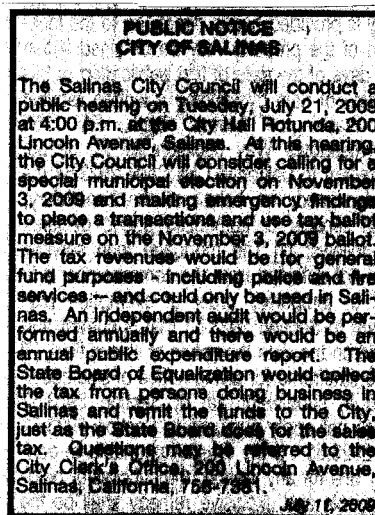 PUBLIC NOTICE
CITY OF SALINAS
The Salinas City Council will conduct a
public hearing on Tuesday, July 21, 2009
at 4:00 p.m. at the City Hall Rotunda, 200
Lincoln Avenue, Salinas. At this hearing,
the City Council will consider calling for a
special municipal election on November
3, 2009 and making emergency findings
to place a transactions and use tax ballot
measure on the November 3, 2009 ballot.
The tax revenues would be for general
fund purposes - including police and fire
services -- and could only be used in Sali-
nas. An independent audit would be per-
formed annually and there would be an
annual public expenditure report. The
State Board of Equalization would collect
the tax from persons doing business in
Salinas and remit the funds to the City,
just as the State Board does for the sales
tax. Questions may be referred to the
City Clerk's Office, 200 Lincoln Avenue,
Salinas, California, 758-7381.
July 11, 2009